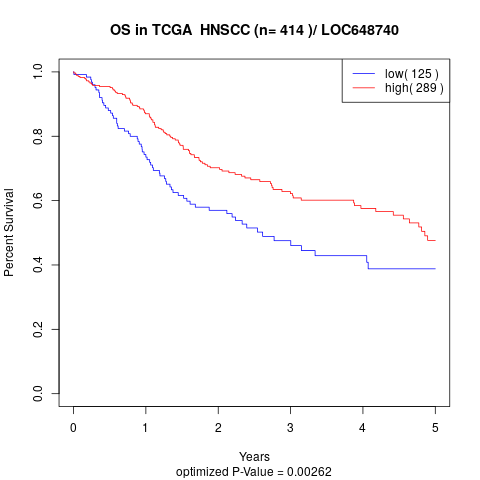 OS in TCGA  HNSCC (n= 414 )/ LOC648740
low( 125 )
high( 289 )
Percent Survival
1.0
0.8
0.6
0.4
0.2
0.0
0 1 2 3 4 5
Years
optimized P-Value = 0.00262